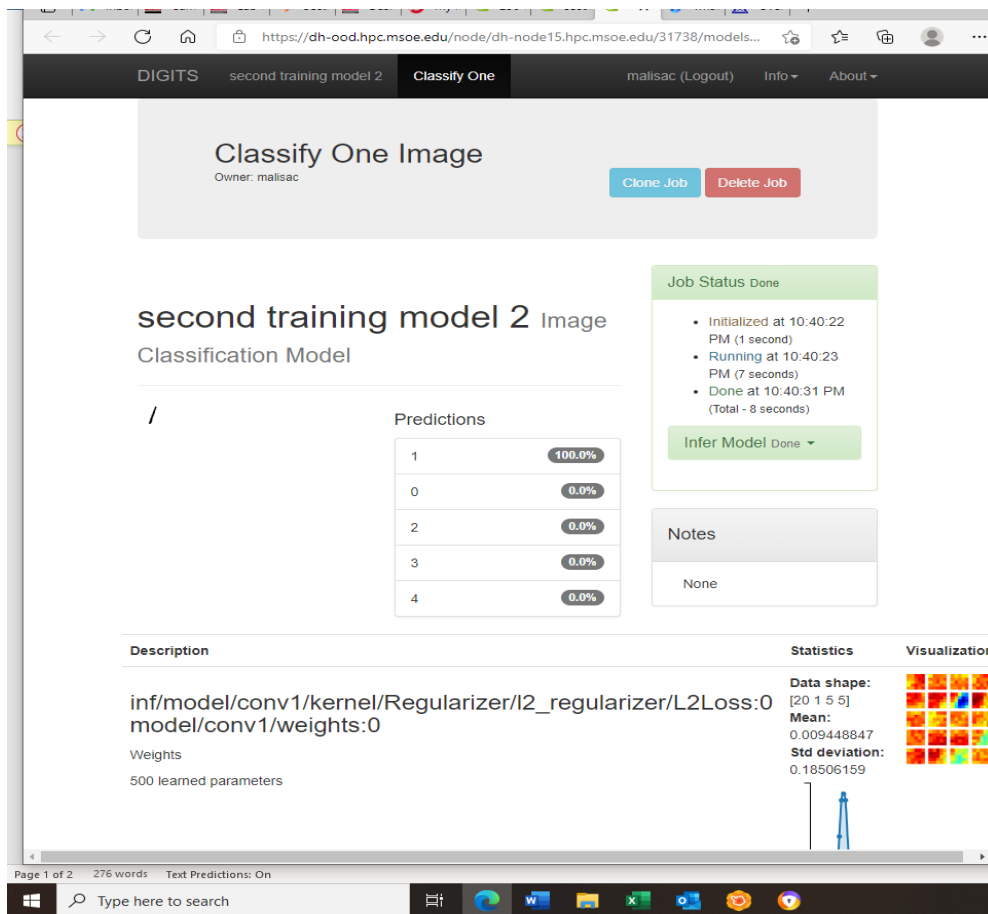 https://dh-ood.hpc.msoe.edu/node/dh-node15.hpc.msoe.edu/31738/models...
DIGITS second training model 2 Classify One malisac (Logout) Info About
Classify One Image
Owner: malisac
Clone Job Delete Job
second training model 2 Image
Classification Model
/
Predictions
1 100.0%
0 0.0%
2 0.0%
3 0.0%
4 0.0%
Job Status Done
Initialized at 10:40:22
PM (1 second)
Running at 10:40:23
PM (7 seconds)
Done at 10:40:31 PM
(Total - 8 seconds)
Infer Model Done
Notes
None
Description Statistics Visualization
inf/model/conv1/kernel/Regularizer/l2_regularizer/L2Loss:0
model/conv1/weights:0
Weights
500 learned parameters
Data shape:
[20 1 5 5]
Mean:
0.009448847
Std deviation:
0.18506159
Page 1 of 2 276 words Text Predictions: On
Type here to search